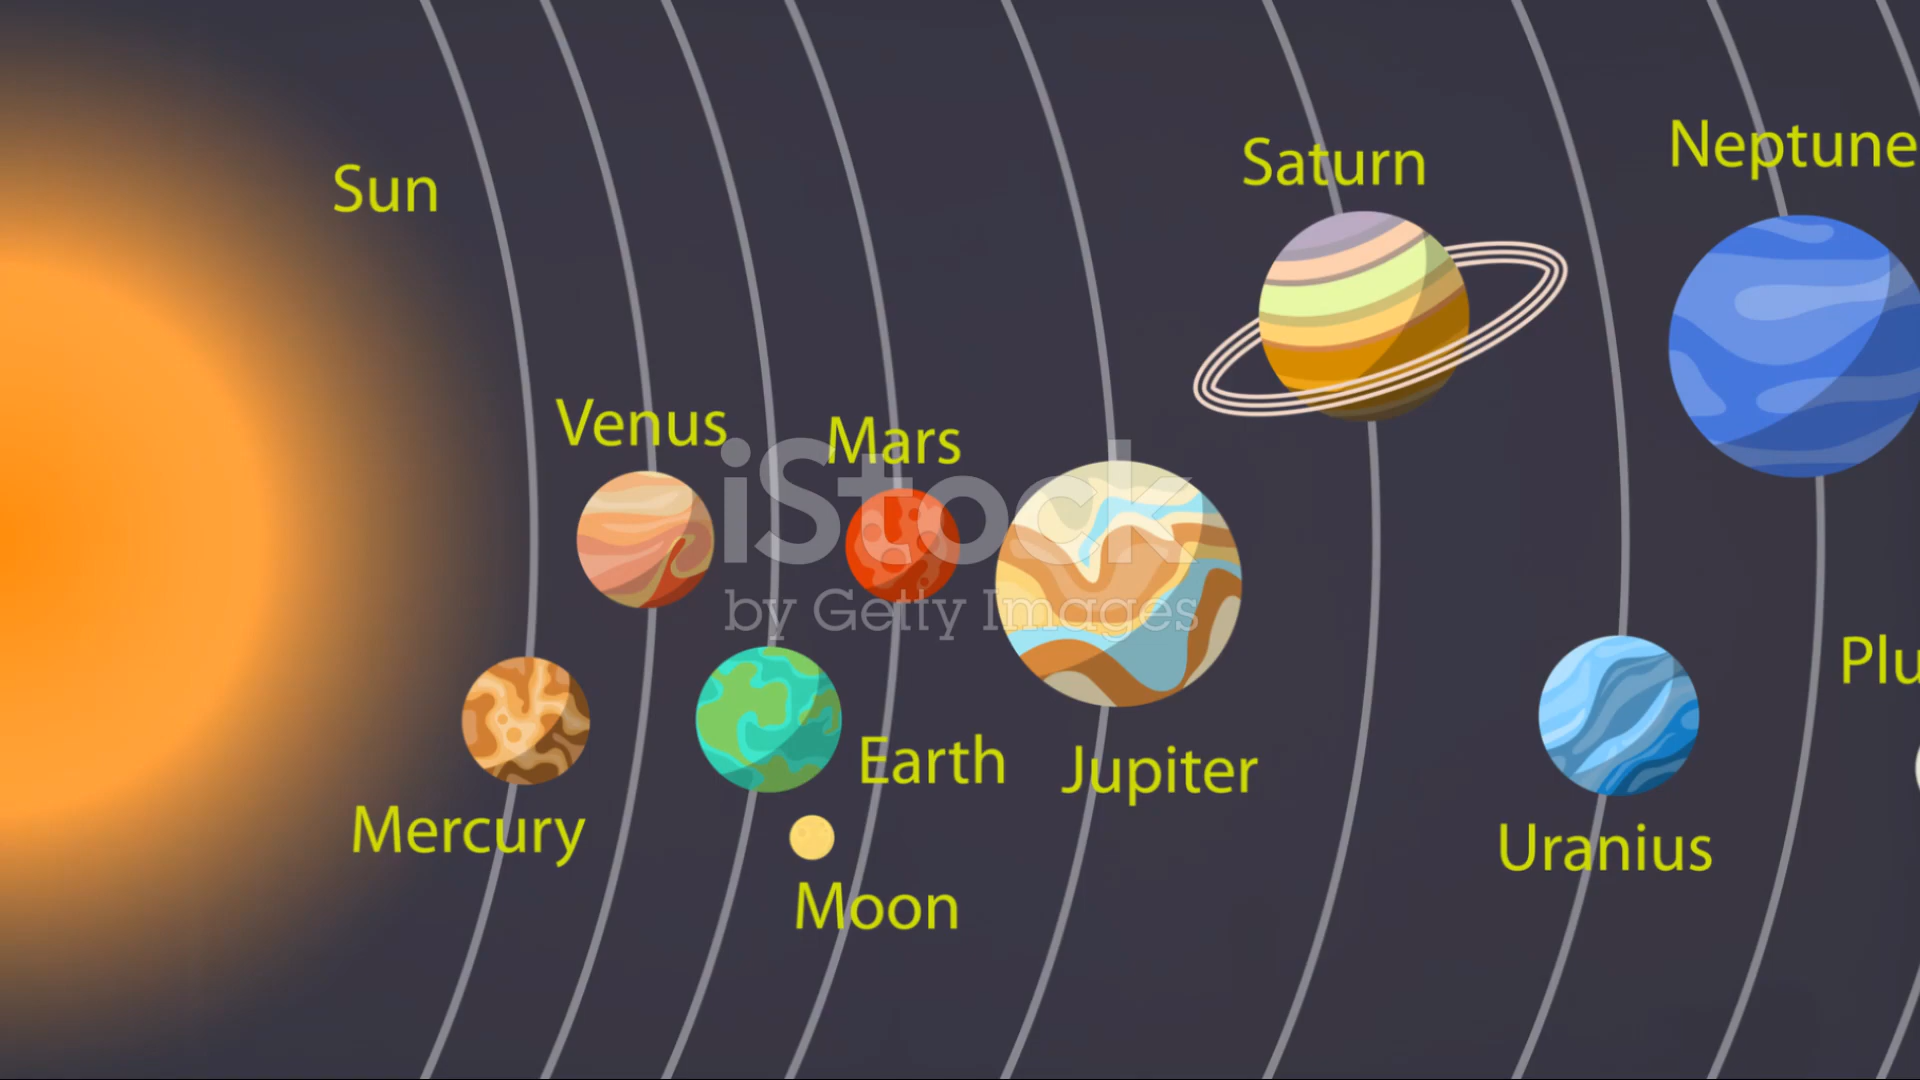 Sun
Saturn
Neptune
Venus
Mars
iStock
by Getty Images
Plu
Earth
Jupiter
Mercury
Uranius
Moon